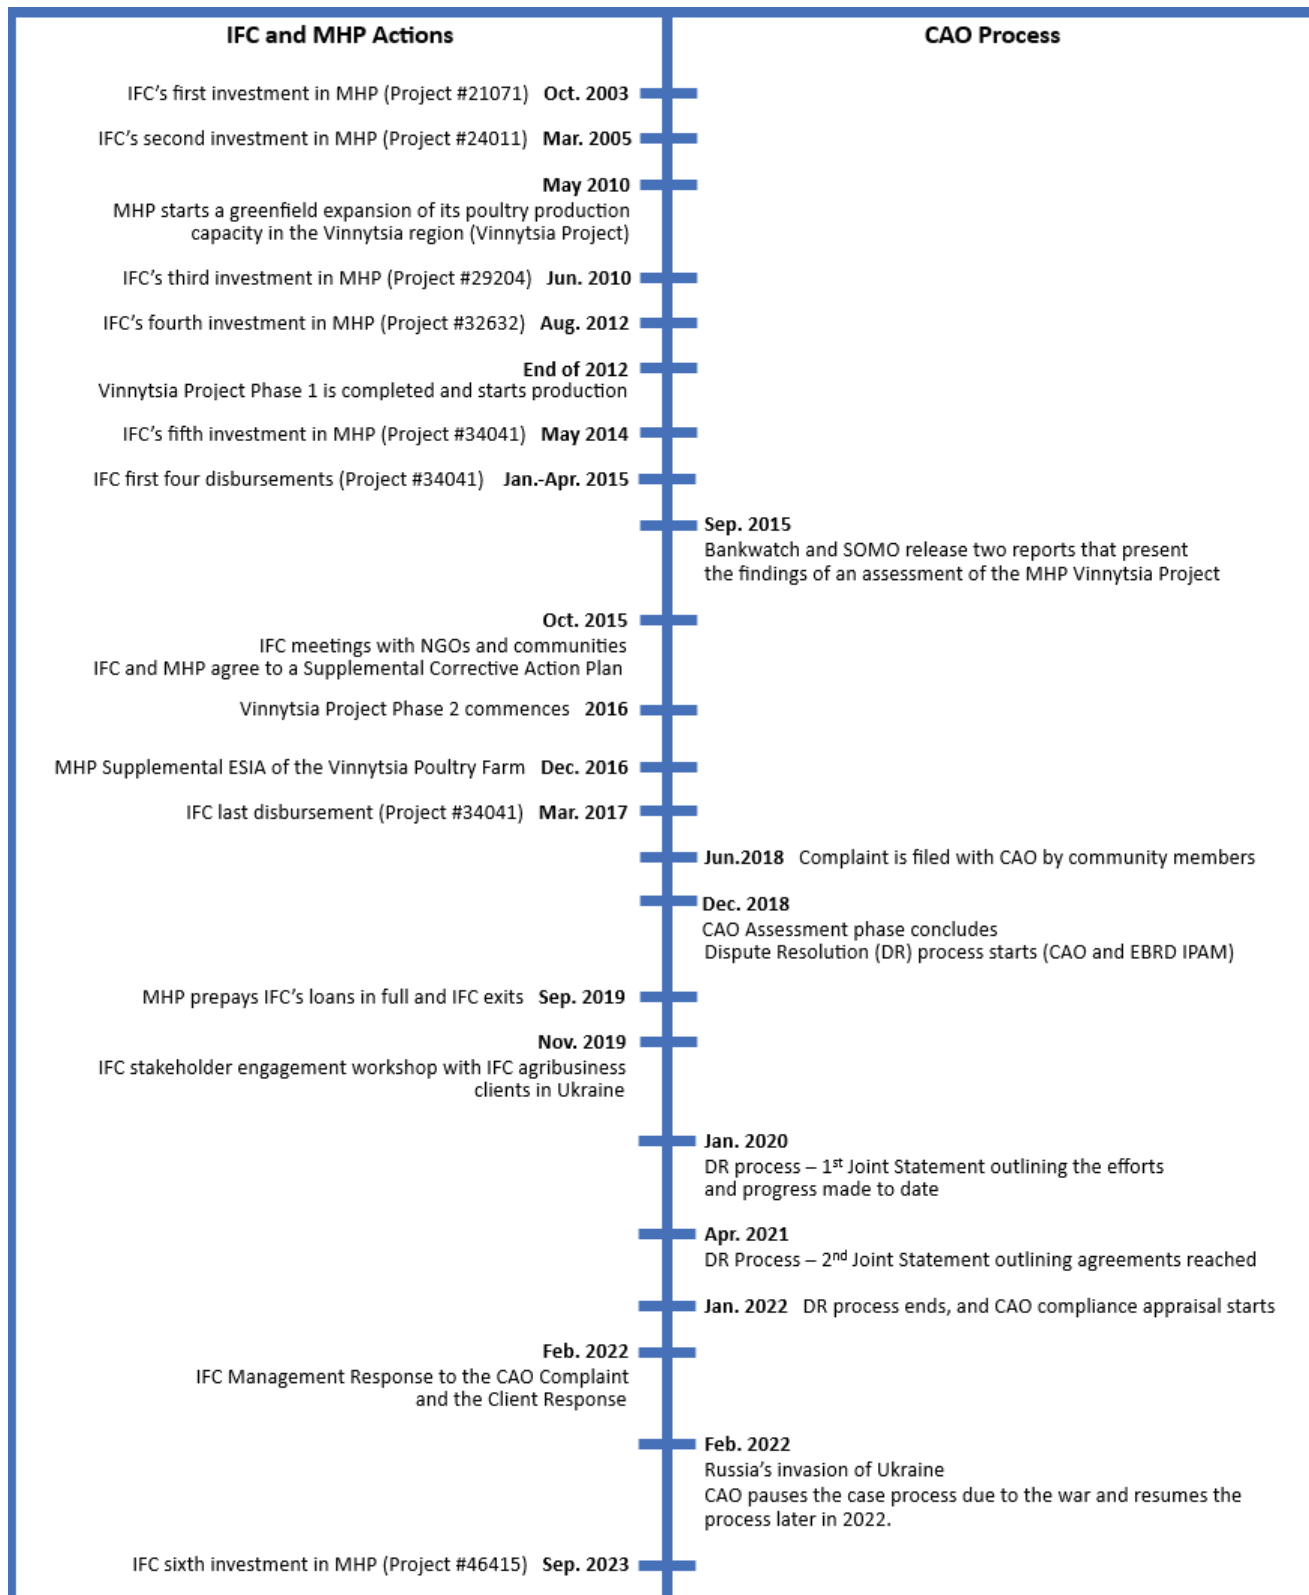 IFC and MHP Actions
CAO Process
IFC's first investment in MHP (Project #21071) Oct. 2003
IFC's second investment in MHP (Project #24011) Mar. 2005
May 2010
MHP starts a greenfield expansion of its poultry production
capacity in the Vinnytsia region (Vinnytsia Project)
IFC's third investment in MHP (Project #29204) Jun. 2010
IFC's fourth investment in MHP (Project #32632) Aug. 2012
End of 2012
Vinnytsia Project Phase 1 is completed and starts production
IFC's fifth investment in MHP (Project #34041) May 2014
IFC first four disbursements (Project #34041) Jan.-Apr. 2015
Sep. 2015
Bankwatch and SOMO release two reports that present
the findings of an assessment of the MHP Vinnytsia Project
Oct. 2015
IFC meetings with NGOs and communities
IFC and MHP agree to a Supplemental Corrective Action Plan
Vinnytsia Project Phase 2 commences 2016
MHP Supplemental ESIA of the Vinnytsia Poultry Farm Dec. 2016
IFC last disbursement (Project #34041) Mar. 2017
Jun.2018 Complaint is filed with CAO by community members
Dec. 2018
CAO Assessment phase concludes
Dispute Resolution (DR) process starts (CAO and EBRD IPAM)
MHP prepays IFC's loans in full and IFC exits Sep. 2019
Nov. 2019
IFC stakeholder engagement workshop with IFC agribusiness
clients in Ukraine
Jan. 2020
DR process – 1st Joint Statement outlining the efforts
and progress made to date
Apr. 2021
DR Process – 2nd Joint Statement outlining agreements reached
Jan. 2022 DR process ends, and CAO compliance appraisal starts
Feb. 2022
IFC Management Response to the CAO Complaint
and the Client Response
Feb. 2022
Russia's invasion of Ukraine
CAO pauses the case process due to the war and resumes the
process later in 2022.
IFC sixth investment in MHP (Project #46415) Sep. 2023